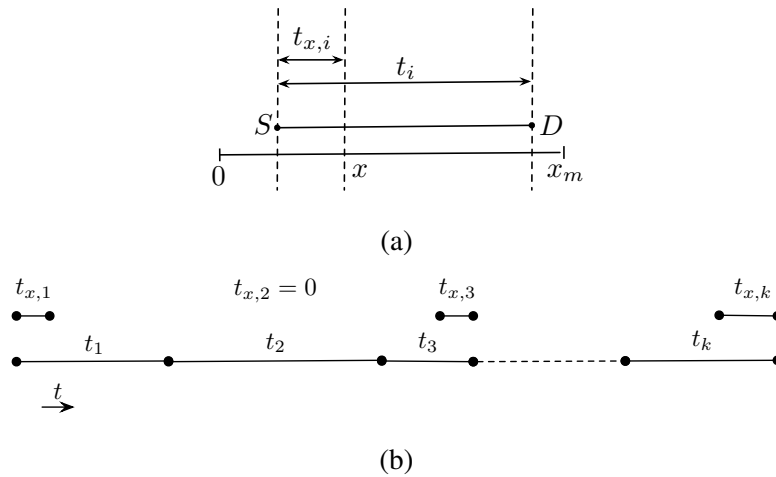 t_{x,i}
t_i
S D
0 x x_m
(a)
t_{x,1} t_{x,2} = 0 t_{x,3} t_{x,k}
t_1 t_2 t_3 t_k
t
(b)